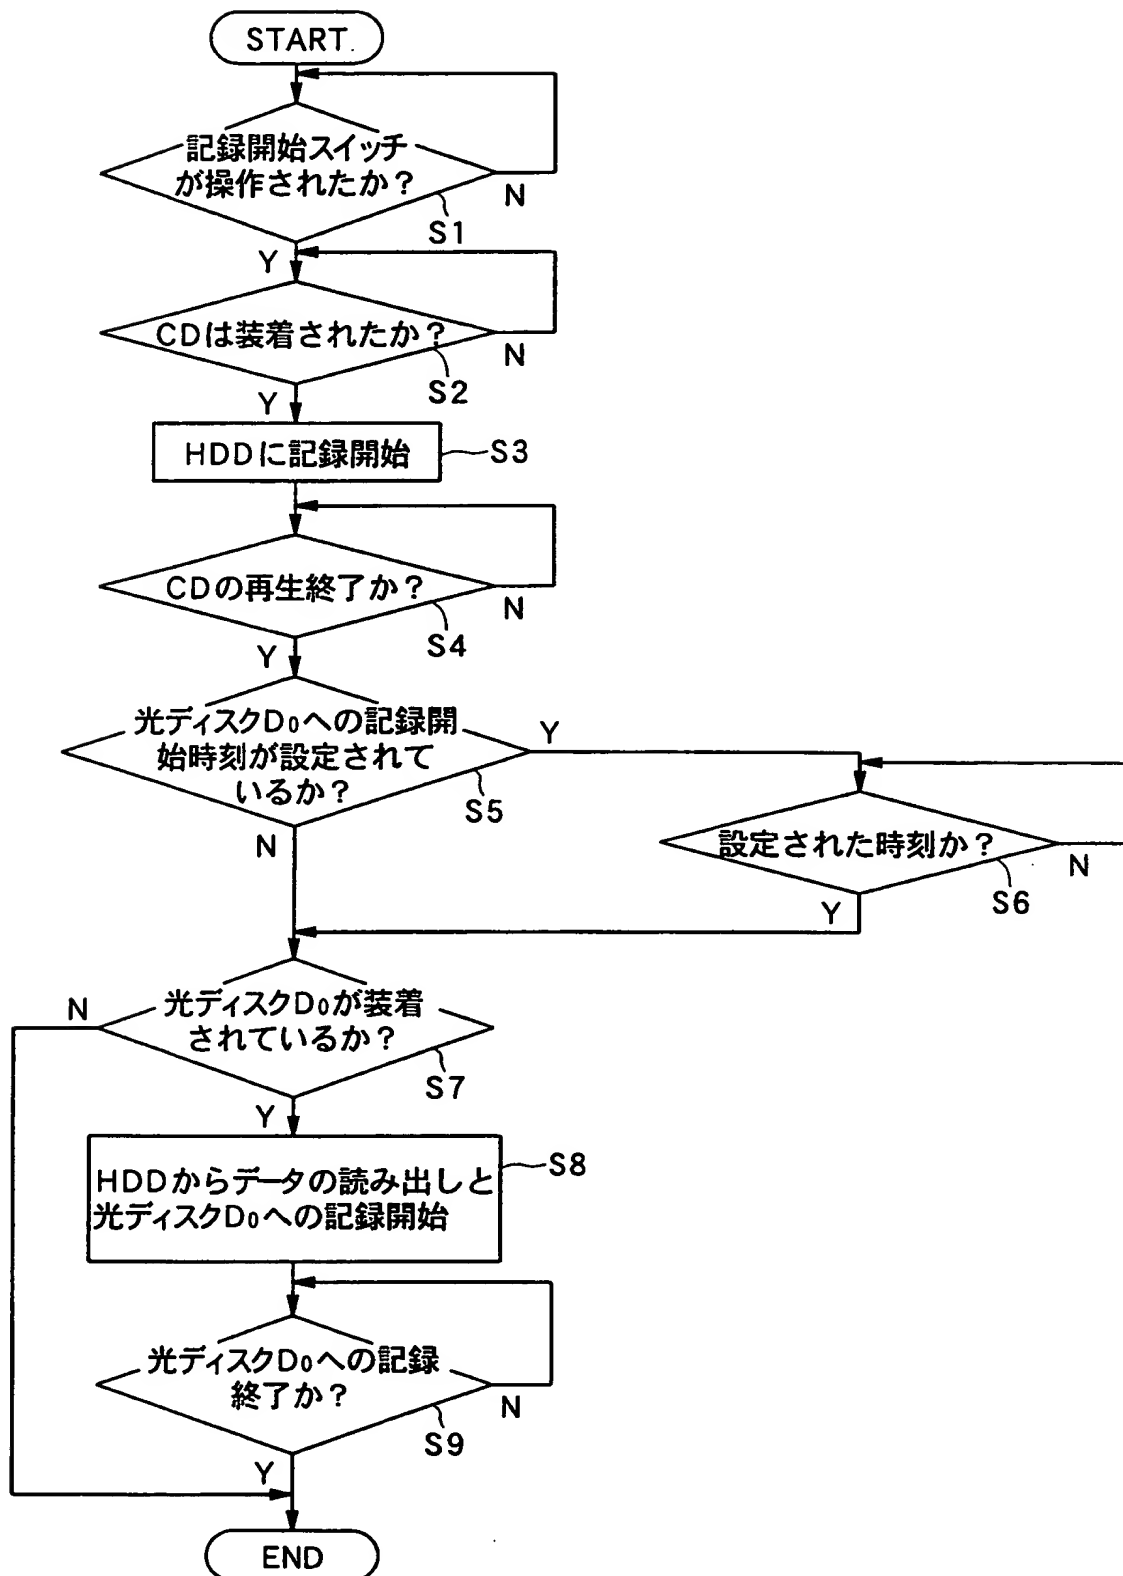 START
記録開始スイッチ
が操作されたか？
N
S1
Y
CDは装着されたか？
N
S2
Y
HDDに記録開始
S3
CDの再生終了か？
N
S4
Y
光ディスクD0への記録開
始時刻が設定されて
いるか？
Y
S5
N
設定された時刻か？
N
S6
Y
光ディスクD0が装着
されているか？
N
S7
Y
HDDからデータの読み出しと
光ディスクD0への記録開始
S8
光ディスクD0への記録
終了か？
N
S9
Y
END